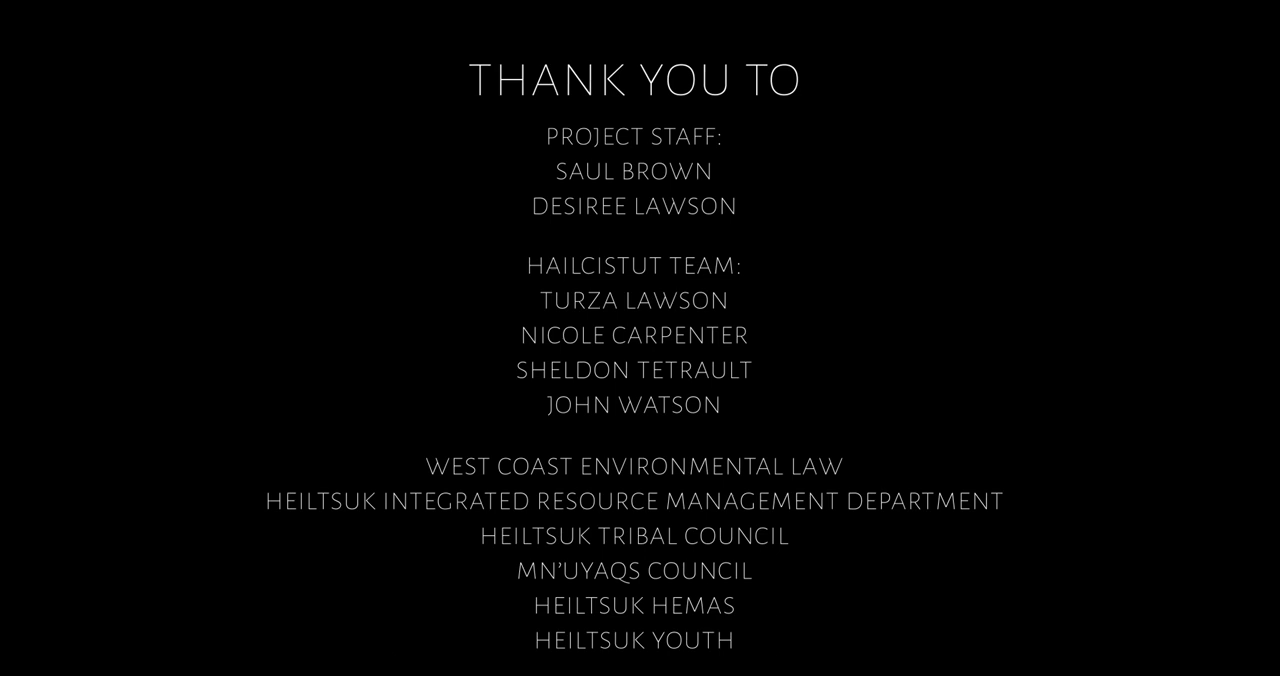 THANK YOU TO
PROJECT STAFF:
SAUL BROWN
DESIREE LAWSON
HAILCISTUT TEAM:
TURZA LAWSON
NICOLE CARPENTER
SHELDON TETRAULT
JOHN WATSON
WEST COAST ENVIRONMENTAL LAW
HEILTSUK INTEGRATED RESOURCE MANAGEMENT DEPARTMENT
HEILTSUK TRIBAL COUNCIL
MN’UYAQS COUNCIL
HEILTSUK HEMAS
HEILTSUK YOUTH